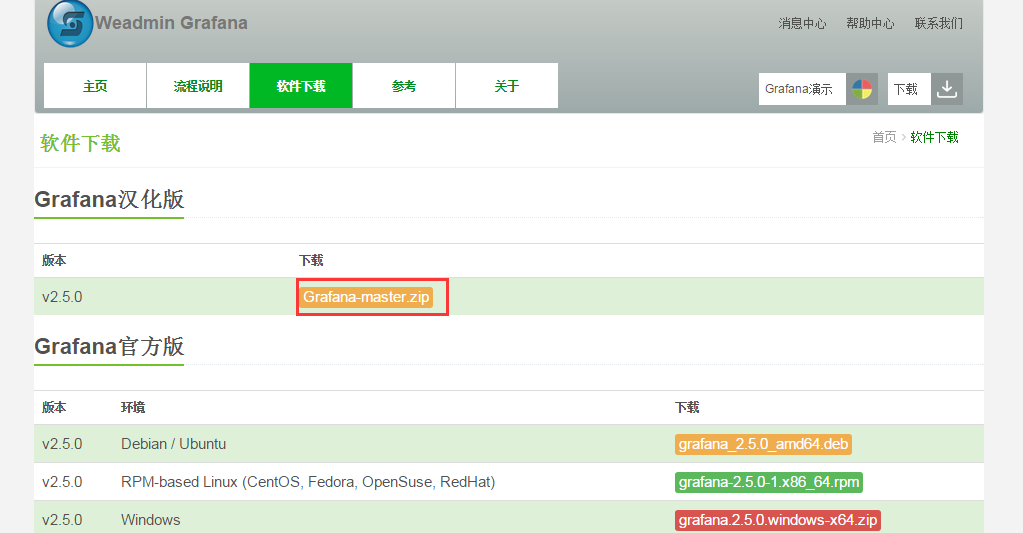 Weadmin Grafana
消息中心 帮助中心 联系我们
主页 流程说明 软件下载 参考 关于
Grafana演示 下载
软件下载
首页 › 软件下载
Grafana汉化版
版本 下载
v2.5.0 Grafana-master.zip
Grafana官方版
版本 环境 下载
v2.5.0 Debian / Ubuntu grafana_2.5.0_amd64.deb
v2.5.0 RPM-based Linux (CentOS, Fedora, OpenSuse, RedHat) grafana-2.5.0-1.x86_64.rpm
v2.5.0 Windows grafana.2.5.0.windows-x64.zip